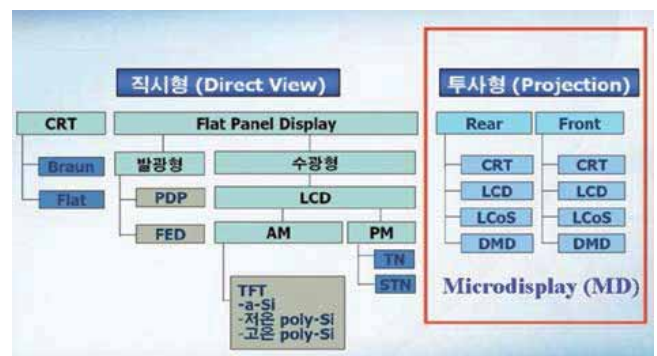 직시형 (Direct View)
투사형 (Projection)
CRT
Flat Panel Display
Rear
Front
Braun
Flat
발광형
수광형
PDP
FED
LCD
AM
PM
TN
STN
TFT
-a-Si
-저온 poly-Si
-고온 poly-Si
CRT
LCD
LCoS
DMD
CRT
LCD
LCoS
DMD
Microdisplay (MD)